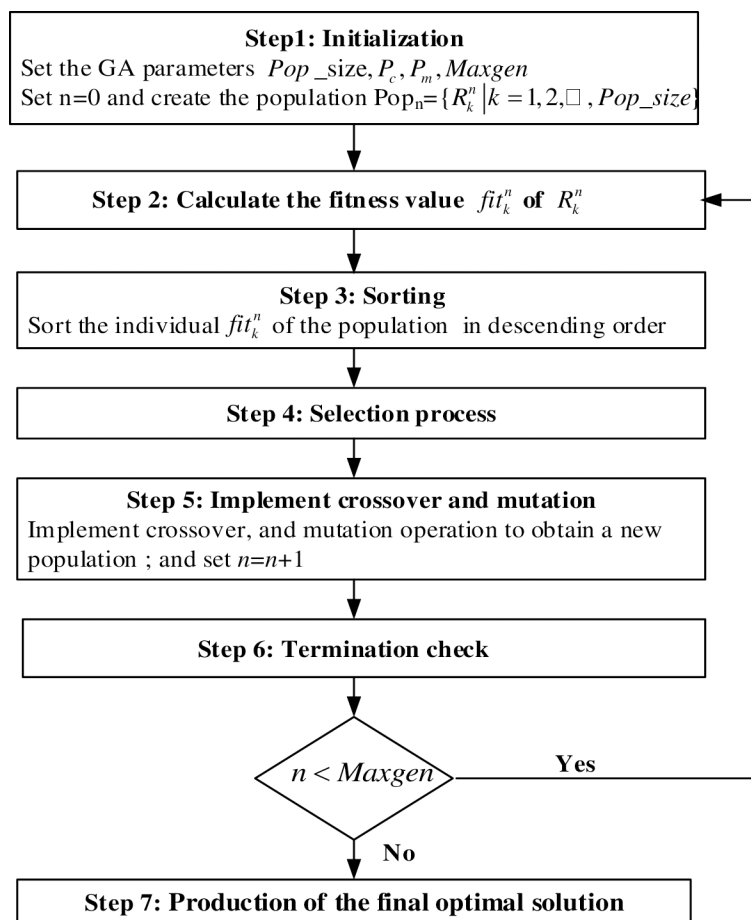 Step1: Initialization
Set the GA parameters Pop_size, P_c, P_m, Maxgen
Set n=0 and create the population Pop_n={R_k^n|k = 1,2,□ , Pop_size}
Step 2: Calculate the fitness value fit_k^n of R_k^n
Step 3: Sorting
Sort the individual fit_k^n of the population in descending order
Step 4: Selection process
Step 5: Implement crossover and mutation
Implement crossover, and mutation operation to obtain a new
population ; and set n=n+1
Step 6: Termination check
n < Maxgen
Yes
No
Step 7: Production of the final optimal solution